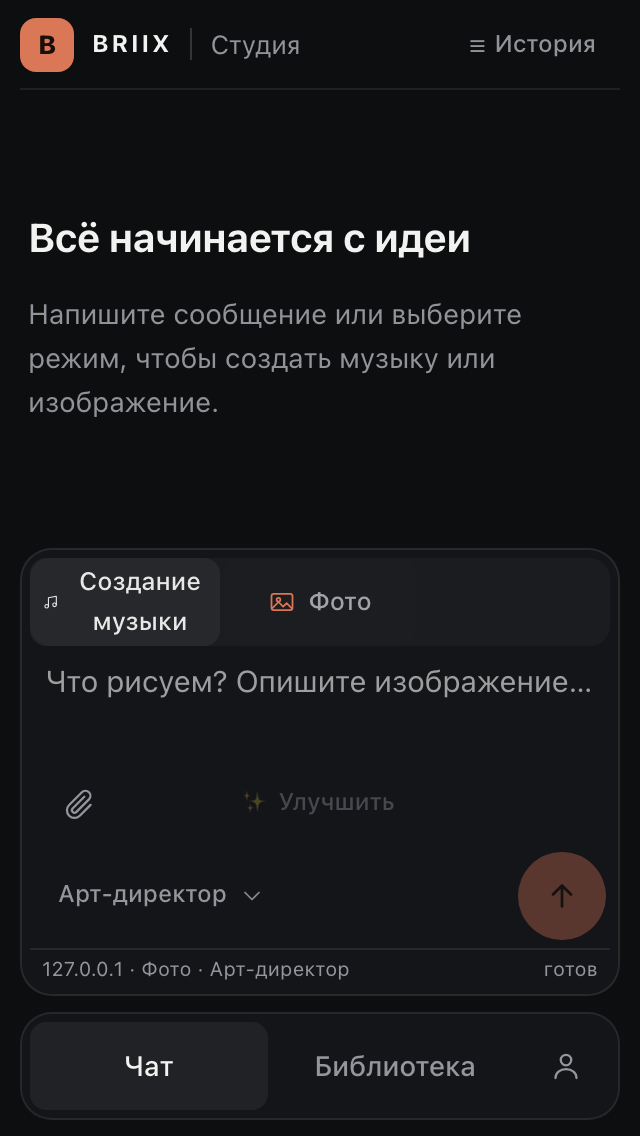 B BRIIX Студия История
Всё начинается с идеи
Напишите сообщение или выберите
режим, чтобы создать музыку или
изображение.
Создание
музыки
Фото
Что рисуем? Опишите изображение...
Улучшить
Арт-директор
127.0.0.1 · Фото · Арт-директор готов
Чат Библиотека